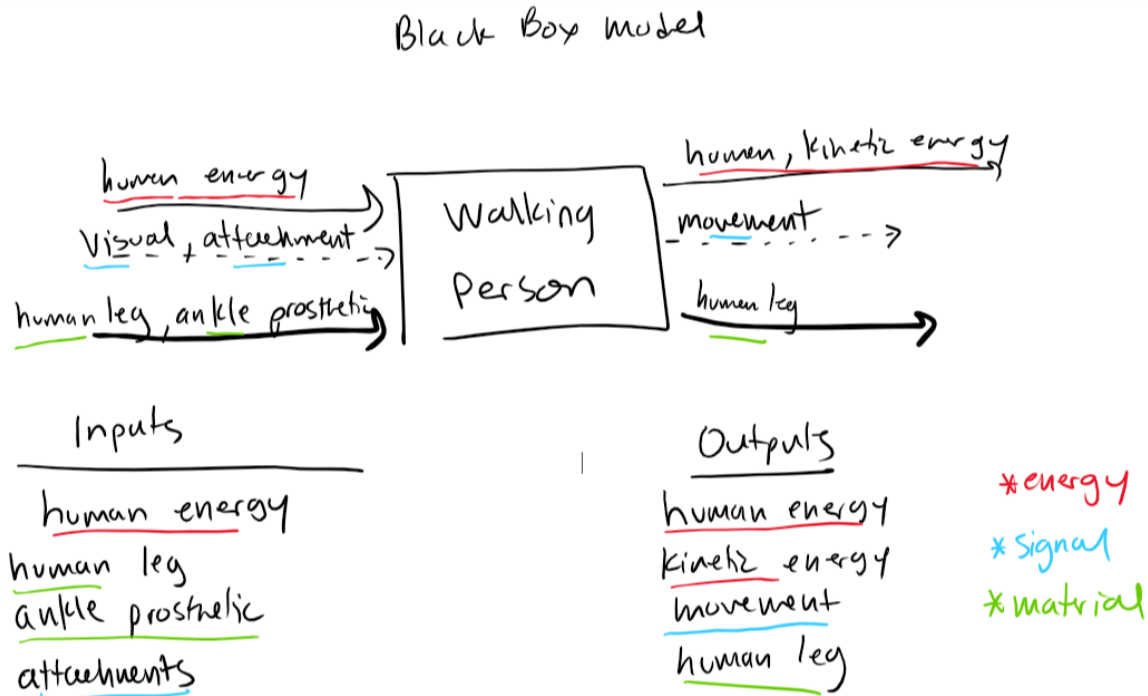 Black Box model
human energy
visual, attachment
human leg, ankle prosthetic
Walking
Person
human, kinetic energy
movement
human leg
Inputs
human energy
human leg
ankle prosthetic
attachments
Outputs
human energy
kinetic energy
movement
human leg
*energy
*signal
*matrial